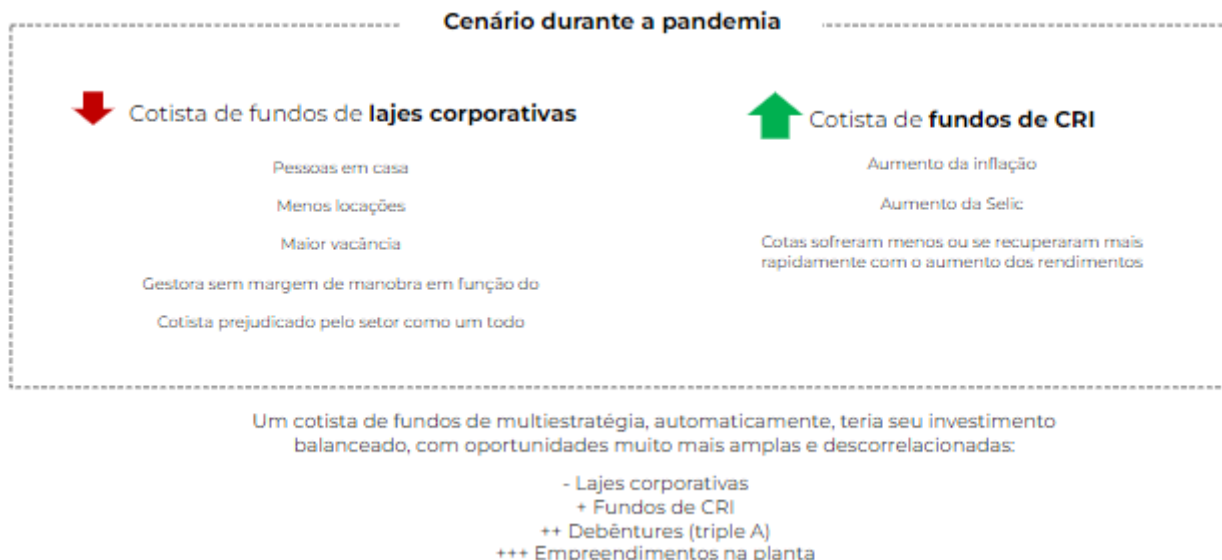 Cenário durante a pandemia
Cotista de fundos de lajes corporativas
Pessoas em casa
Menos locações
Maior vacância
Gestora sem margem de manobra em função do
Cotista prejudicado pelo setor como um todo
Cotista de fundos de CRI
Aumento da inflação
Aumento da Selic
Cotas sofreram menos ou se recuperaram mais
rapidamente com o aumento dos rendimentos
Um cotista de fundos de multiestratégia, automaticamente, teria seu investimento
balanceado, com oportunidades muito mais amplas e descorrelacionadas:
- Lajes corporativas
+ Fundos de CRI
++ Debêntures (triple A)
+++ Empreendimentos na planta